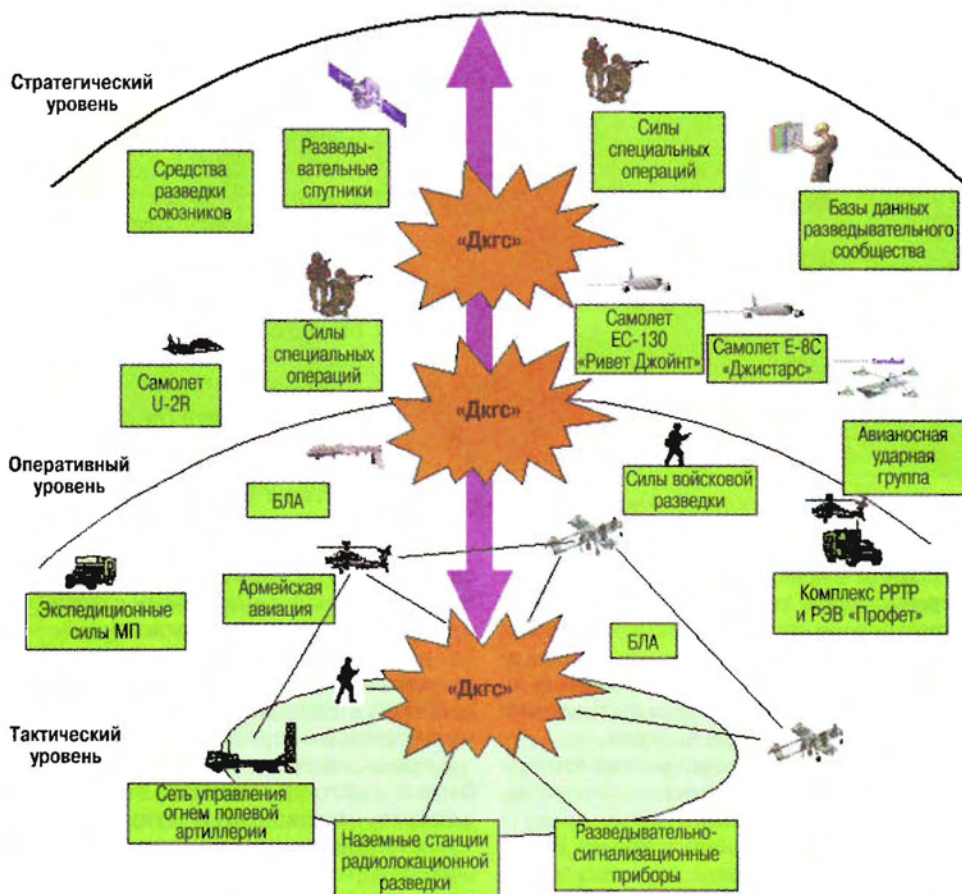 Стратегический
уровень
Средства
разведки
союзников
Разведы-
вательные
спутники
Силы
специальных
операций
Базы данных
разведывательного
сообщества
«Дкгс»
Самолет
U-2R
Силы
специальных
операций
Самолет
ЕС-130
«Ривет Джойнт»
Самолет Е-8С
«Джистарс»
Авианосная
ударная
группа
«Дкгс»
Оперативный
уровень
БЛА
Силы войсковой
разведки
Экспедиционные
силы МП
Армейская
авиация
Комплекс РРТР
и РЭВ «Профет»
БЛА
«Дкгс»
Тактический
уровень
Сеть управления
огнем полевой
артиллерии
Наземные станции
радиолокационной
разведки
Разведывательно-
сигнализационные
приборы